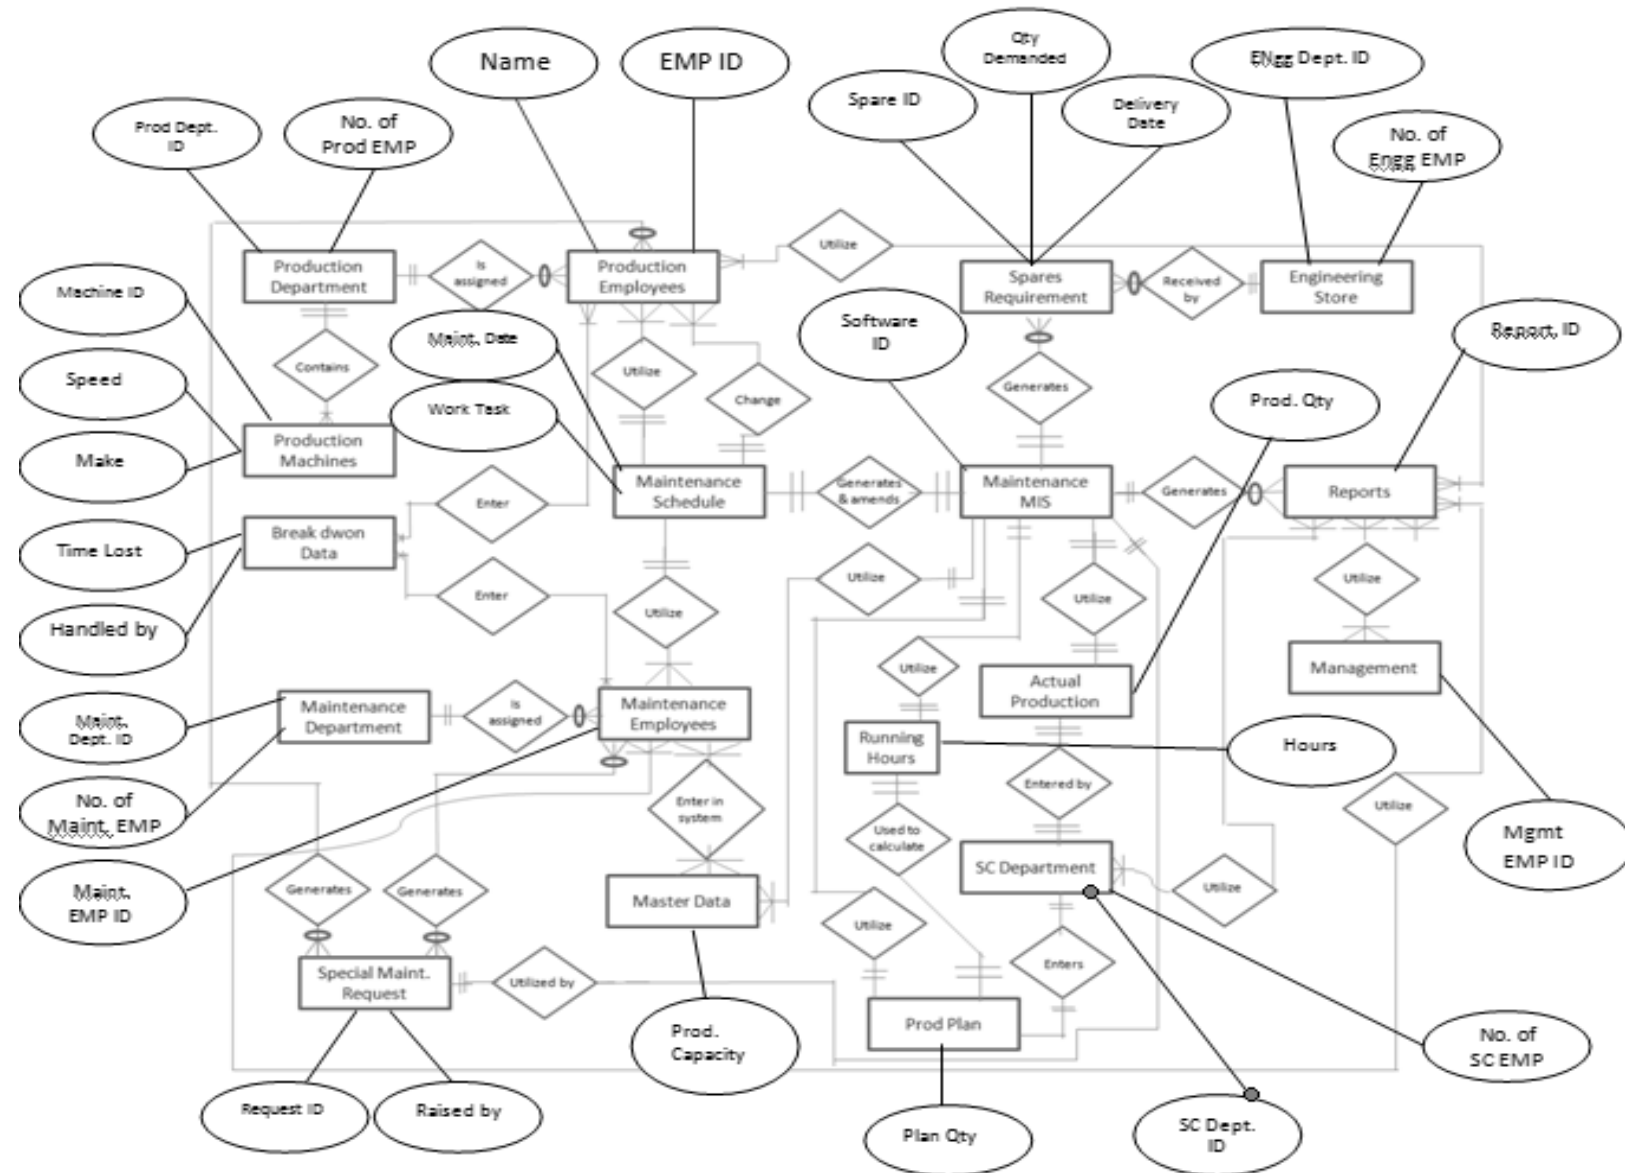 Name
EMP ID
Qty
Demanded
ENgg Dept. ID
Spare ID
Delivery
Date
Prod Dept.
ID
No. of
Prod EMP
No. of
Engg EMP
Utilize
Production
Department
Is
assigned
Production
Employees
Spares
Requirement
Received
by
Engineering
Store
Machine ID
Maint. Date
Software
ID
Report ID
Contains
Utilize
Change
Generates
Speed
Work Task
Prod. Qty
Production
Machines
Make
Maintenance
Schedule
Generates
& amends
Maintenance
MIS
Generates
Reports
Enter
Break dwon
Data
Time Lost
Utilize
Utilize
Enter
Utilize
Utilize
Handled by
Utilize
Actual
Production
Management
Maintenance
Department
Is
assigned
Maintenance
Employees
Maint.
Dept. ID
Running
Hours
Hours
Entered by
Enter in
system
Utilize
No. of
Maint. EMP
Used to
calculate
Mgmt
EMP ID
SC Department
Generates
Generates
Utilize
Maint.
EMP ID
Master Data
Utilize
Enters
Special Maint.
Request
Utilized by
Prod Plan
Prod.
Capacity
No. of
SC EMP
Request ID
Raised by
Plan Qty
SC Dept.
ID